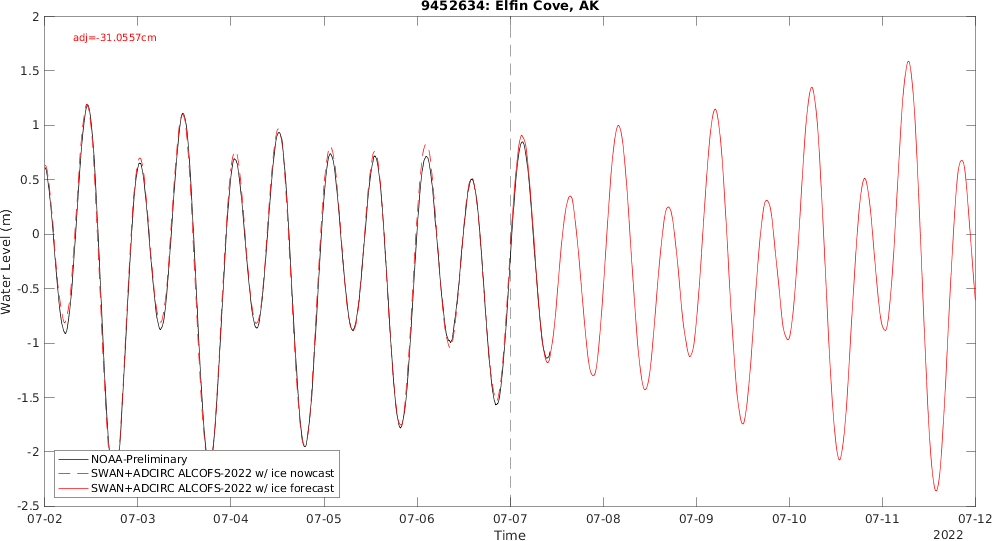 9452634: Elfin Cove, AK
adj=-31.0557cm
2
1.5
1
0.5
0
-0.5
-1
-1.5
-2
-2.5
Water Level (m)
NOAA-Preliminary
SWAN+ADCIRC ALCOFS-2022 w/ ice nowcast
SWAN+ADCIRC ALCOFS-2022 w/ ice forecast
07-02 07-03 07-04 07-05 07-06 07-07 07-08 07-09 07-10 07-11 07-12
Time
2022